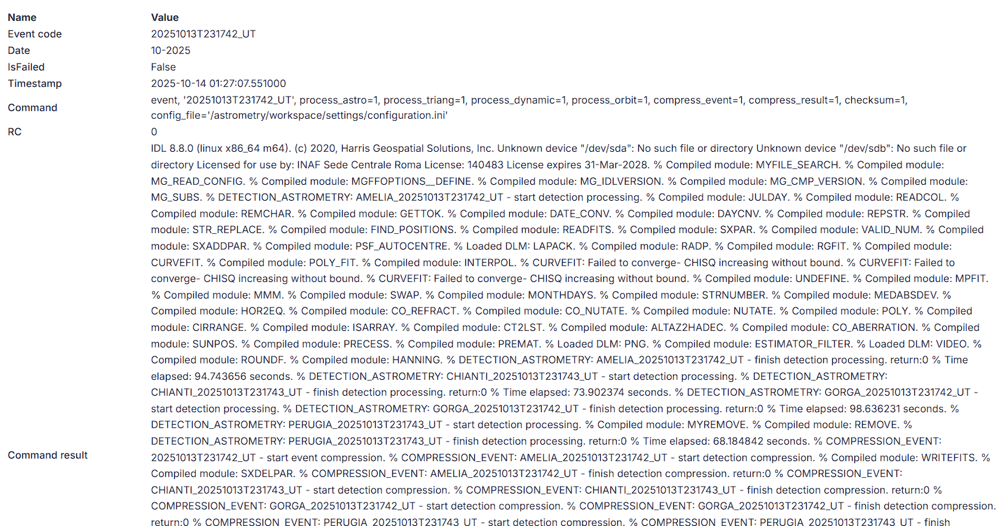 Name Value
Event code 20251013T231742_UT
Date 10-2025
IsFailed False
Timestamp 2025-10-14 01:27:07.551000
Command event, '20251013T231742_UT', process_astro=1, process_triang=1, process_dynamic=1, process_orbit=1, compress_event=1, compress_result=1, checksum=1,
config_file='/astrometry/workspace/settings/configuration.ini'
RC 0
IDL 8.8.0 (linux x86_64 m64). (c) 2020, Harris Geospatial Solutions, Inc. Unknown device "/dev/sda": No such file or directory Unknown device "/dev/sdb": No such file or
directory Licensed for use by: INAF Sede Centrale Roma License: 140483 License expires 31-Mar-2028. % Compiled module: MYFILE_SEARCH. % Compiled module:
MG_READ_CONFIG. % Compiled module: MGFFOPTIONS__DEFINE. % Compiled module: MG_IDLVERSION. % Compiled module: MG_CMP_VERSION. % Compiled module:
MG_SUBS. % DETECTION_ASTROMETRY: AMELIA_20251013T231742_UT - start detection processing. % Compiled module: JULDAY. % Compiled module: READCOL. %
Compiled module: REMCHAR. % Compiled module: GETTOK. % Compiled module: DATE_CONV. % Compiled module: DAYCNV. % Compiled module: REPSTR. % Compiled
module: STR_REPLACE. % Compiled module: FIND_POSITIONS. % Compiled module: READFITS. % Compiled module: SXPAR. % Compiled module: VALID_NUM. % Compiled
module: SXADDPAR. % Compiled module: PSF_AUTOCENTRE. % Loaded DLM: LAPACK. % Compiled module: RADP. % Compiled module: RGFIT. % Compiled module:
CURVEFIT. % Compiled module: POLY_FIT. % Compiled module: INTERPOL. % CURVEFIT: Failed to converge- CHISQ increasing without bound. % CURVEFIT: Failed to
converge- CHISQ increasing without bound. % CURVEFIT: Failed to converge- CHISQ increasing without bound. % Compiled module: UNDEFINE. % Compiled module: MPFIT.
% Compiled module: MMM. % Compiled module: SWAP. % Compiled module: MONTHDAYS. % Compiled module: STRNUMBER. % Compiled module: MEDABSDEV. %
Compiled module: HOR2EQ. % Compiled module: CO_REFRACT. % Compiled module: CO_NUTATE. % Compiled module: NUTATE. % Compiled module: POLY. % Compiled
module: CIRRANGE. % Compiled module: ISARRAY. % Compiled module: CT2LST. % Compiled module: ALTAZ2HADEC. % Compiled module: CO_ABERRATION. % Compiled
module: SUNPOS. % Compiled module: PRECESS. % Compiled module: PREMAT. % Loaded DLM: PNG. % Compiled module: ESTIMATOR_FILTER. % Loaded DLM: VIDEO. %
Compiled module: ROUNDF. % Compiled module: HANNING. % DETECTION_ASTROMETRY: AMELIA_20251013T231742_UT - finish detection processing. return:0 % Time
elapsed: 94.743656 seconds. % DETECTION_ASTROMETRY: CHIANTI_20251013T231743_UT - start detection processing. % DETECTION_ASTROMETRY:
CHIANTI_20251013T231743_UT - finish detection processing. return:0 % Time elapsed: 73.902374 seconds. % DETECTION_ASTROMETRY: GORGA_20251013T231742_UT -
start detection processing. % DETECTION_ASTROMETRY: GORGA_20251013T231742_UT - finish detection processing. return:0 % Time elapsed: 98.636231 seconds. %
DETECTION_ASTROMETRY: PERUGIA_20251013T231743_UT - start detection processing. % Compiled module: MYREMOVE. % Compiled module: REMOVE. %
DETECTION_ASTROMETRY: PERUGIA_20251013T231743_UT - finish detection processing. return:0 % Time elapsed: 68.184842 seconds. % COMPRESSION_EVENT:
Command result 20251013T231742_UT - start event compression. % COMPRESSION_EVENT: AMELIA_20251013T231742_UT - start detection compression. % Compiled module: WRITEFITS. %
Compiled module: SXDELPAR. % COMPRESSION_EVENT: AMELIA_20251013T231742_UT - finish detection compression. return:0 % COMPRESSION_EVENT:
CHIANTI_20251013T231743_UT - start detection compression. % COMPRESSION_EVENT: CHIANTI_20251013T231743_UT - finish detection compression. return:0 %
COMPRESSION_EVENT: GORGA_20251013T231742_UT - start detection compression. % COMPRESSION_EVENT: GORGA_20251013T231742_UT - finish detection compression.
return:0 % COMPRESSION_EVENT: PERUGIA_20251013T231743_UT - start detection compression. % COMPRESSION_EVENT: PERUGIA_20251013T231743_UT - finish